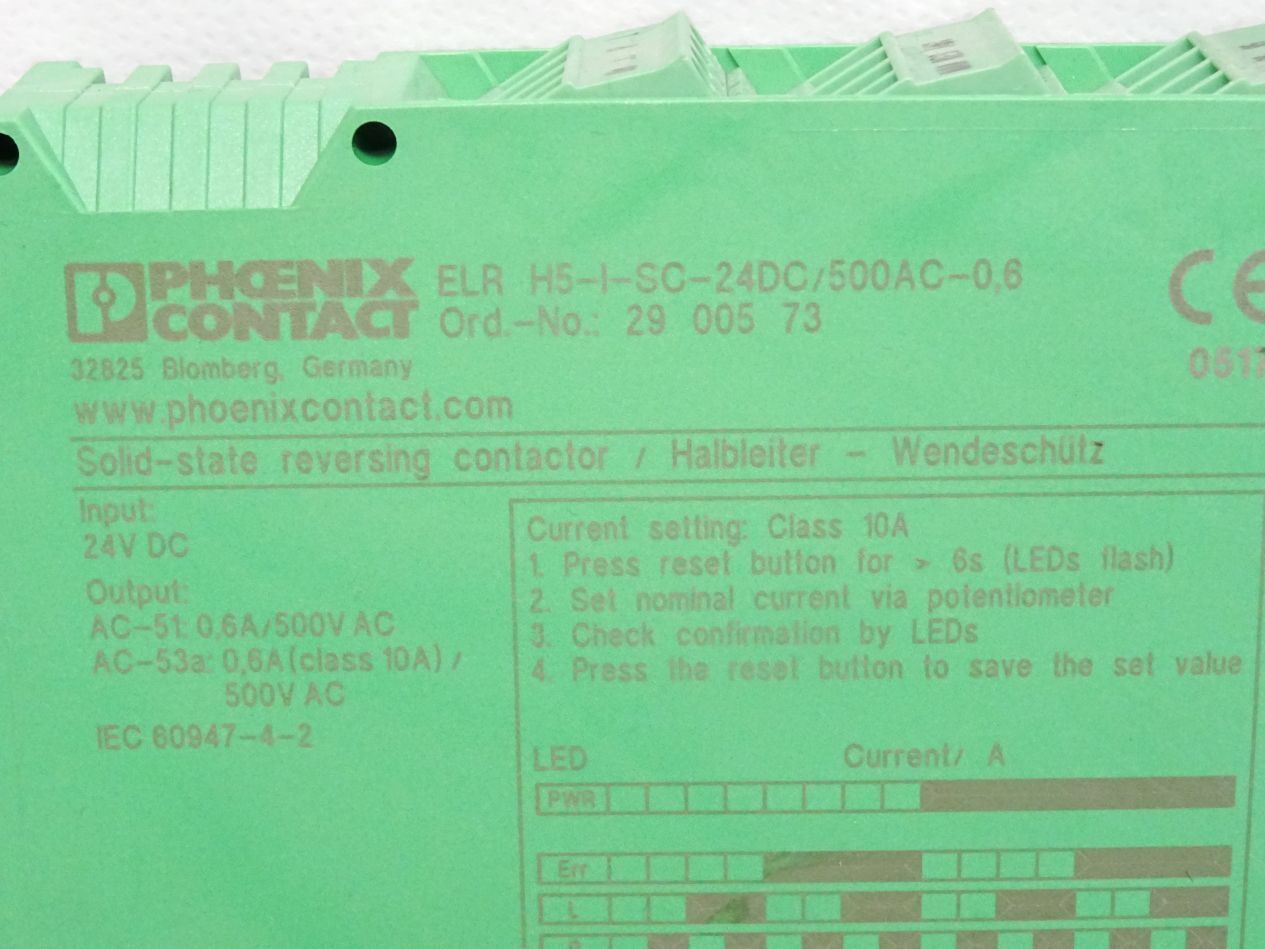 PHŒNIX
CONTACT
ELR H5-I-SC-24DC/500AC-0,6
Ord.-No.: 29 005 73
32825 Blomberg, Germany
www.phoenixcontact.com
CE
Solid-state reversing contactor / Halbleiter - Wendeschütz
Input:
24V DC
Output:
AC-51: 0,6A/500V AC
AC-53a: 0,6A (class 10A) /
500V AC
IEC 60947-4-2
Current setting: Class 10A
1. Press reset button for > 6s (LEDs flash)
2. Set nominal current via potentiometer
3. Check confirmation by LEDs
4. Press the reset button to save the set value
LED Current/ A
PWR
Err
L